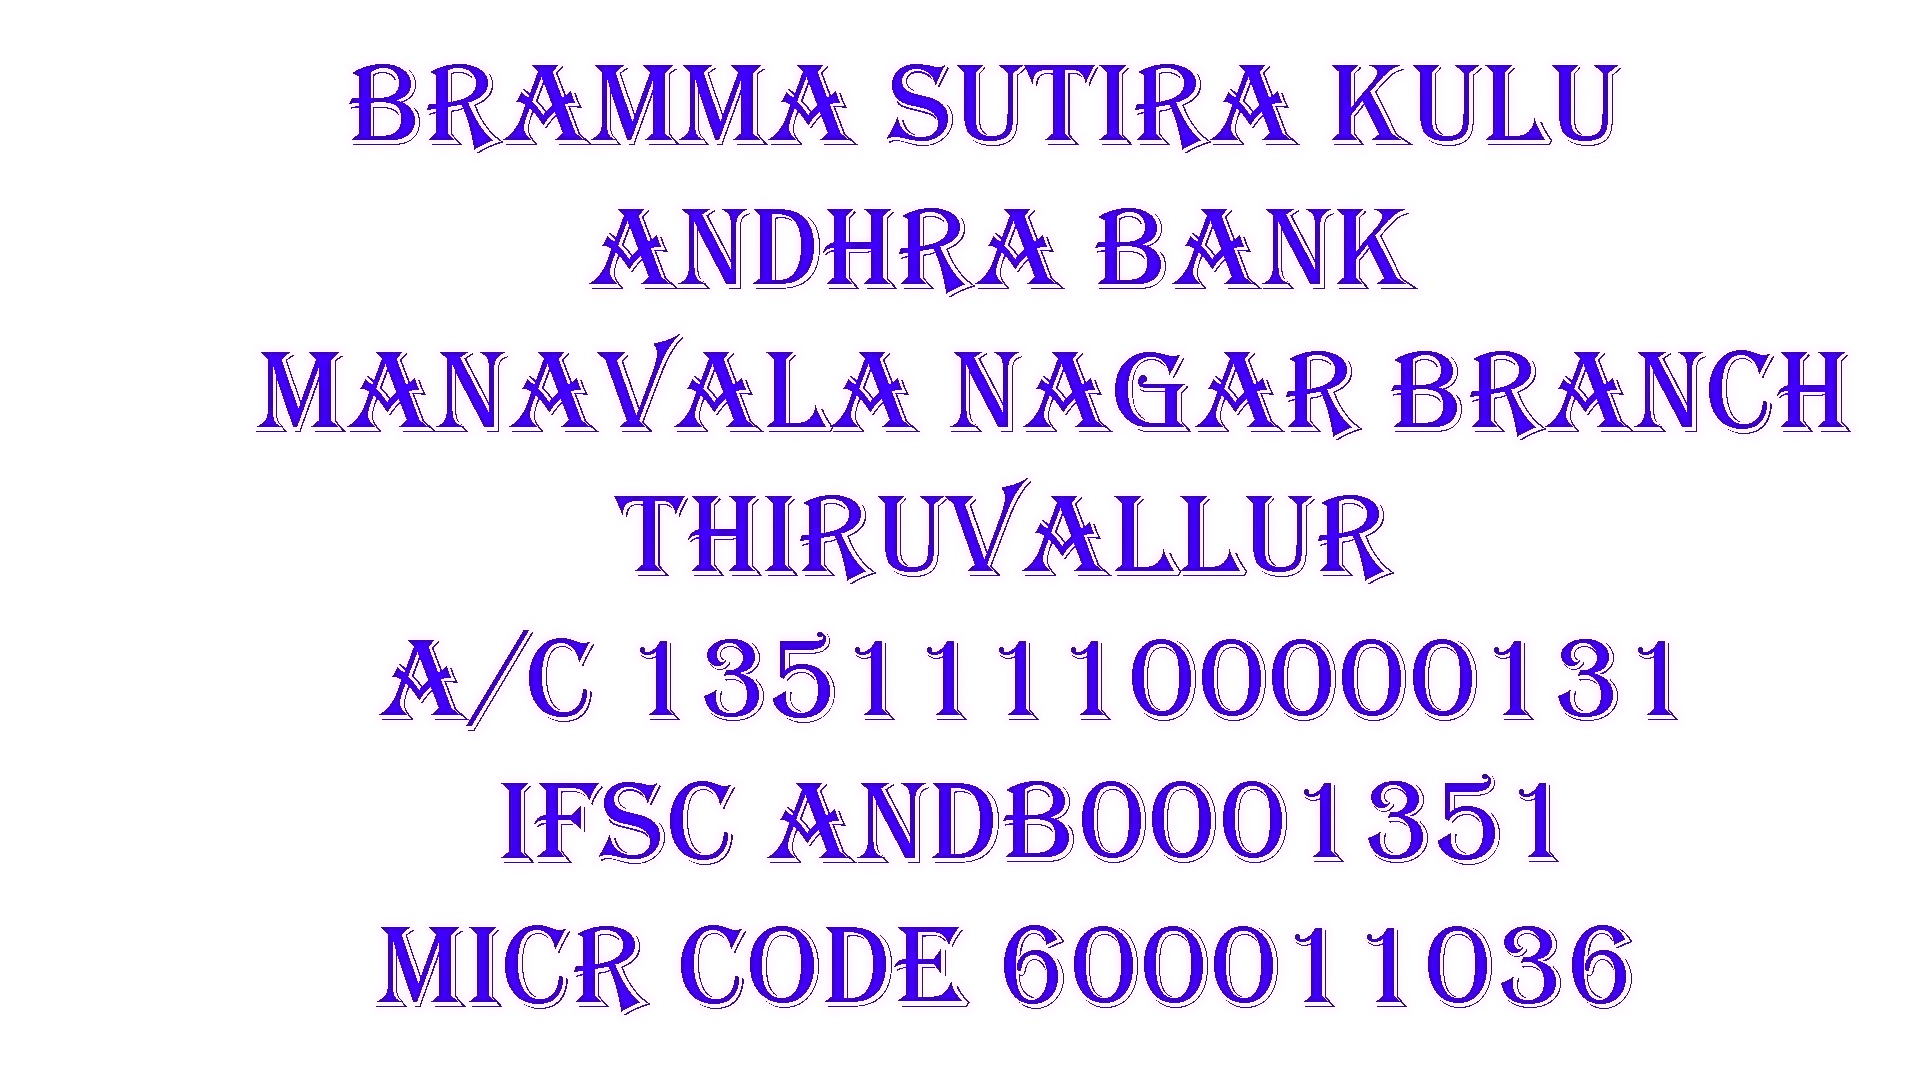 BRAMMA SUTIRA KULU
ANDHRA BANK
MANAVALA NAGAR BRANCH
THIRUVALLUR
A/C 135111100000131
IFSC ANDB0001351
MICR CODE 600011036